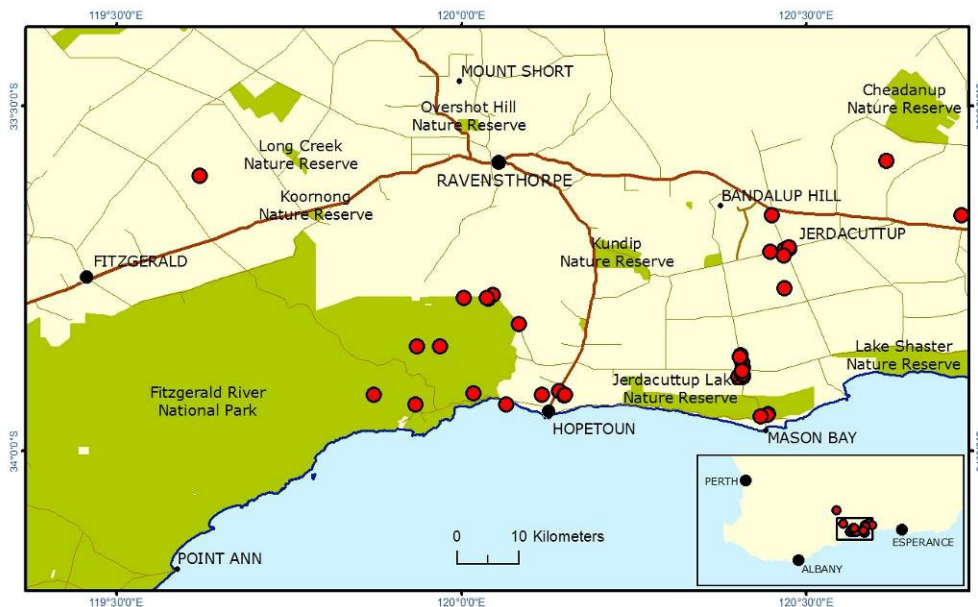 119°30'0"E
120°0'0"E
120°30'0"E
33°30'0"S
MOUNT SHORT
Cheadanup
Nature Reserve
Overshot Hill
Nature Reserve
Long Creek
Nature Reserve
RAVENSTHORPE
Koornong
Nature Reserve
BANDALUP HILL
JERDACUTTUP
Kundip
Nature Reserve
FITZGERALD
Lake Shaster
Nature Reserve
Fitzgerald River
National Park
Jerdacuttup Lake
Nature Reserve
HOPETOUN
MASON BAY
34°0'0"S
POINT ANN
0 10 Kilometers
PERTH
ESPERANCE
ALBANY
119°30'0"E
120°0'0"E
120°30'0"E